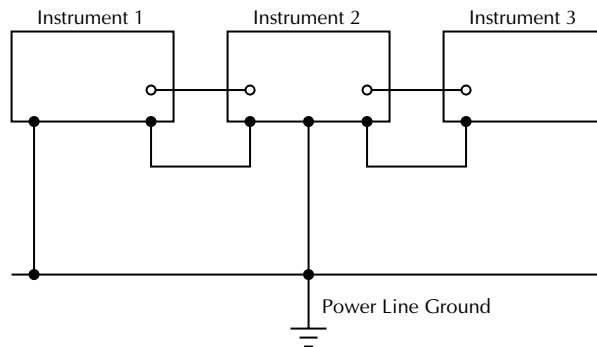 Instrument 1
Instrument 2
Instrument 3
Power Line Ground